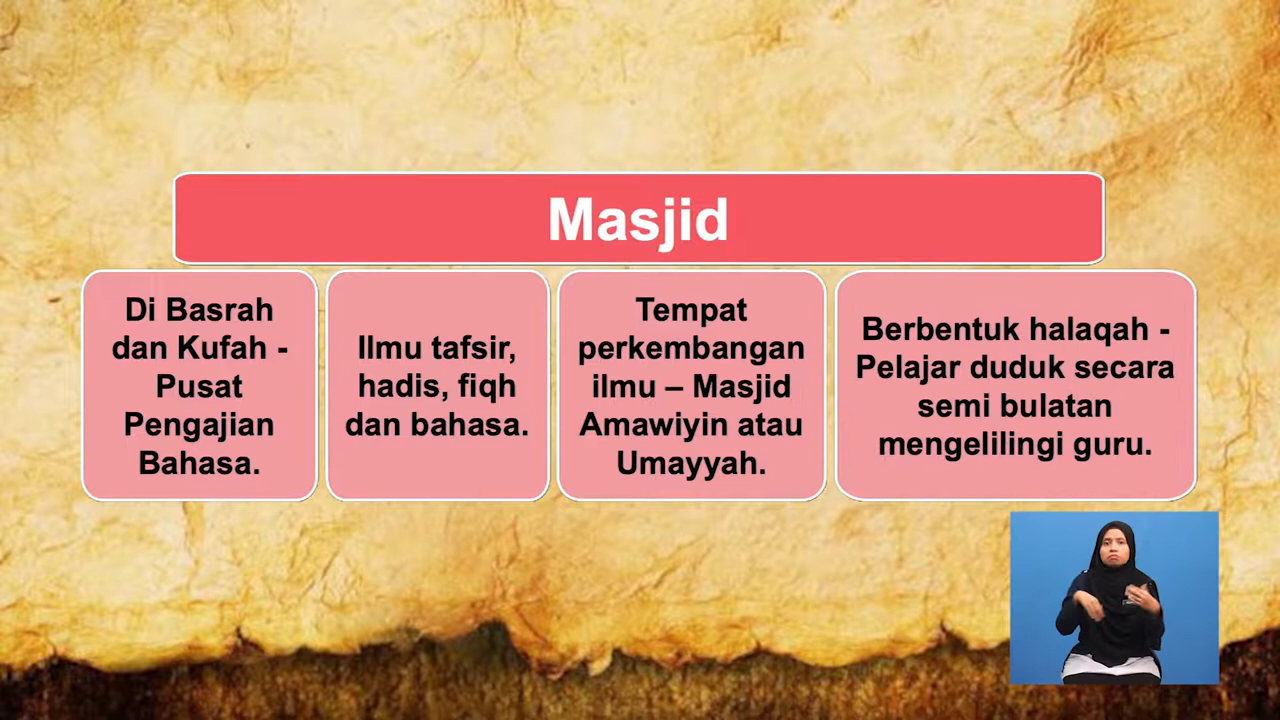 Masjid
Di Basrah
dan Kufah -
Pusat
Pengajian
Bahasa.
Ilmu tafsir,
hadis, fiqh
dan bahasa.
Tempat
perkembangan
ilmu – Masjid
Amawiyin atau
Umayyah.
Berbentuk halaqah -
Pelajar duduk secara
semi bulatan
mengelilingi guru.